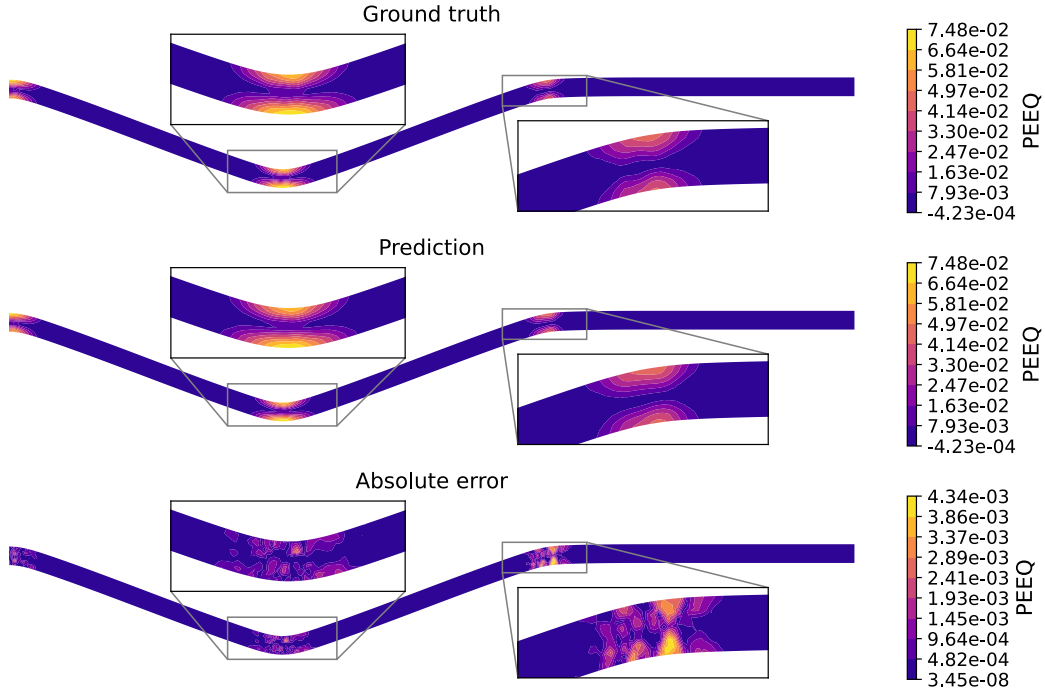 Ground truth
7.48e-02
6.64e-02
5.81e-02
4.97e-02
4.14e-02
3.30e-02
2.47e-02
1.63e-02
7.93e-03
-4.23e-04
PEEQ
Prediction
7.48e-02
6.64e-02
5.81e-02
4.97e-02
4.14e-02
3.30e-02
2.47e-02
1.63e-02
7.93e-03
-4.23e-04
PEEQ
Absolute error
4.34e-03
3.86e-03
3.37e-03
2.89e-03
2.41e-03
1.93e-03
1.45e-03
9.64e-04
4.82e-04
3.45e-08
PEEQ